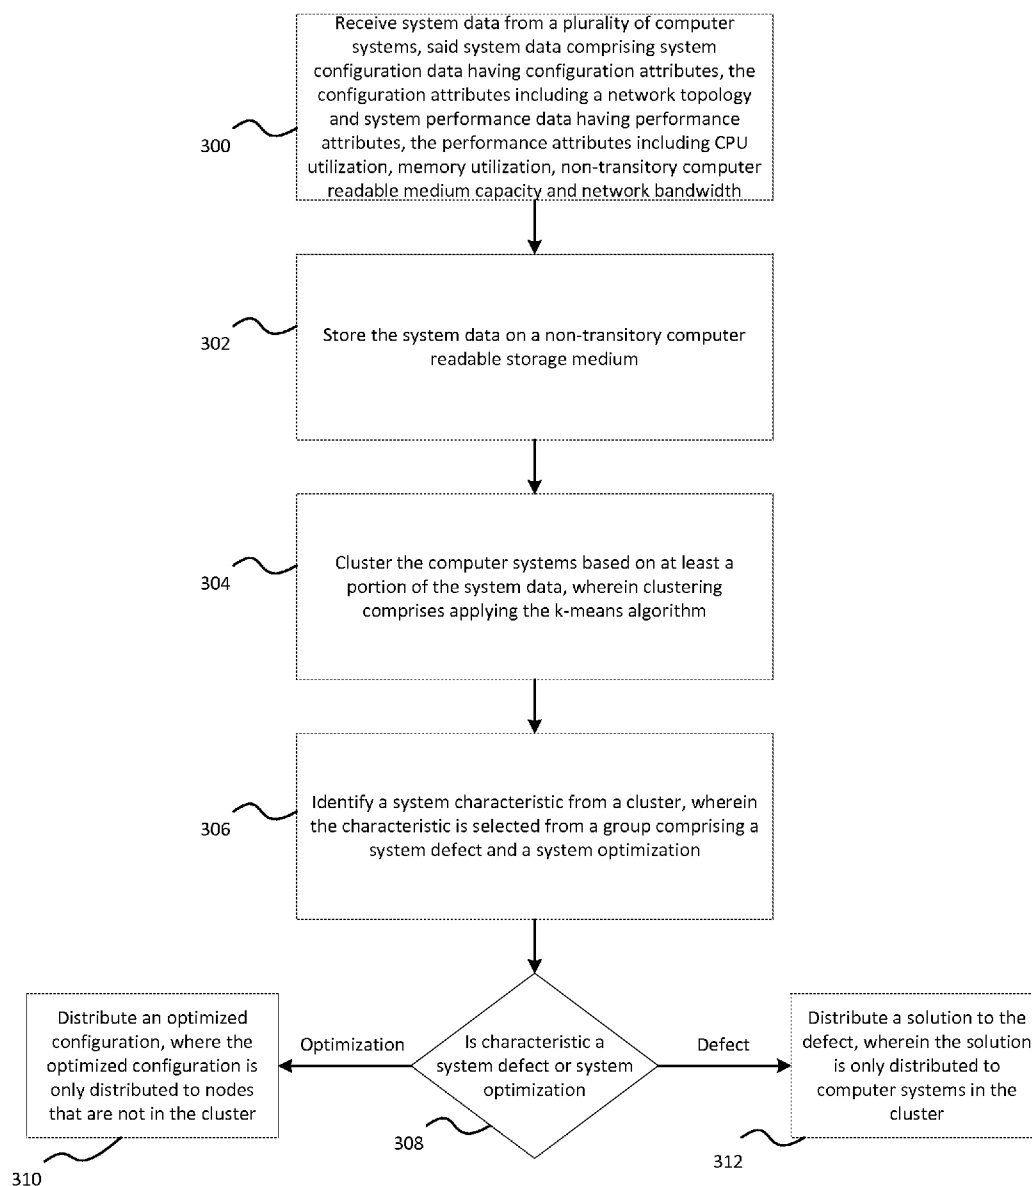 Receive system data from a plurality of computer
systems, said system data comprising system
configuration data having configuration attributes, the
configuration attributes including a network topology
and system performance data having performance
attributes, the performance attributes including CPU
utilization, memory utilization, non-transitory computer
readable medium capacity and network bandwidth
300
Store the system data on a non-transitory computer
readable storage medium
302
Cluster the computer systems based on at least a
portion of the system data, wherein clustering
comprises applying the k-means algorithm
304
Identify a system characteristic from a cluster, wherein
the characteristic is selected from a group comprising a
system defect and a system optimization
306
Distribute an optimized
configuration, where the
optimized configuration is
only distributed to nodes
that are not in the cluster
310
Optimization
Is characteristic a
system defect or system
optimization
308
Defect
Distribute a solution to the
defect, wherein the solution
is only distributed to
computer systems in the
cluster
312